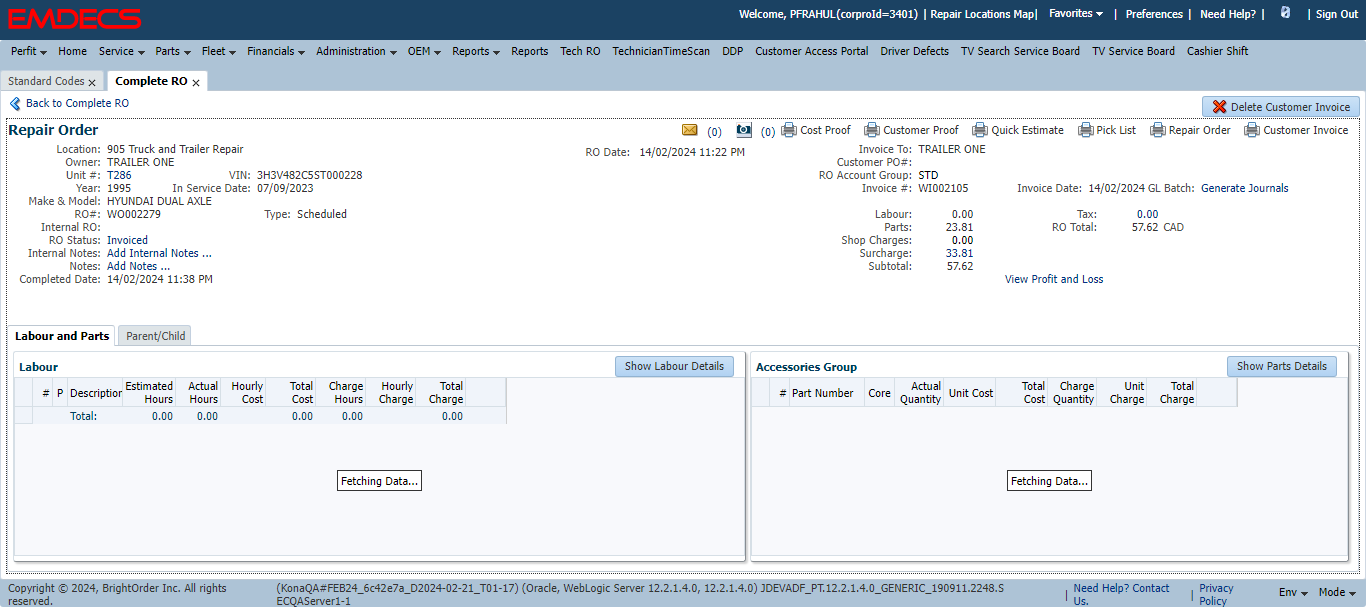 EMDECS
Welcome, PFRAHUL(corproId=3401) | Repair Locations Map| Favorites | Preferences | Need Help? | | Sign Out
Perfit Home Service Parts Fleet Financials Administration OEM Reports Reports Tech RO TechnicianTimeScan DDP Customer Access Portal Driver Defects TV Search Service Board TV Service Board Cashier Shift
Standard Codes Complete RO
Back to Complete RO
Delete Customer Invoice
Repair Order
(0) (0) Cost Proof Customer Proof Quick Estimate Pick List Repair Order Customer Invoice
Location: 905 Truck and Trailer Repair
RO Date: 14/02/2024 11:22 PM
Invoice To: TRAILER ONE
Owner: TRAILER ONE
Customer PO#:
Unit #: T286 VIN: 3H3V482C5ST000228
RO Account Group: STD
Year: 1995 In Service Date: 07/09/2023
Invoice #: WI002105 Invoice Date: 14/02/2024 GL Batch: Generate Journals
Make & Model: HYUNDAI DUAL AXLE
RO#: WO002279 Type: Scheduled
Labour: 0.00 Tax: 0.00
Internal RO:
Parts: 23.81 RO Total: 57.62 CAD
RO Status: Invoiced
Shop Charges: 0.00
Internal Notes: Add Internal Notes ...
Surcharge: 33.81
Notes: Add Notes ...
Subtotal: 57.62
Completed Date: 14/02/2024 11:38 PM
View Profit and Loss
Labour and Parts Parent/Child
Labour Show Labour Details
# P Description Estimated Hours Actual Hours Hourly Cost Total Cost Charge Hours Hourly Charge Total Charge
Total: 0.00 0.00 0.00 0.00 0.00
Fetching Data...
Accessories Group Show Parts Details
# Part Number Core Actual Quantity Unit Cost Total Cost Charge Quantity Unit Charge Total Charge
Fetching Data...
Copyright © 2024, BrightOrder Inc. All rights
reserved.
(KonaQA#FEB24_6c42e7a_D2024-02-21_T01-17) (Oracle, WebLogic Server 12.2.1.4.0, 12.2.1.4.0) JDEVADF_PT.12.2.1.4.0_GENERIC_190911.2248.S
ECQAServer1-1
| Need Help? Contact
Us.
| Privacy
Policy
Env Mode